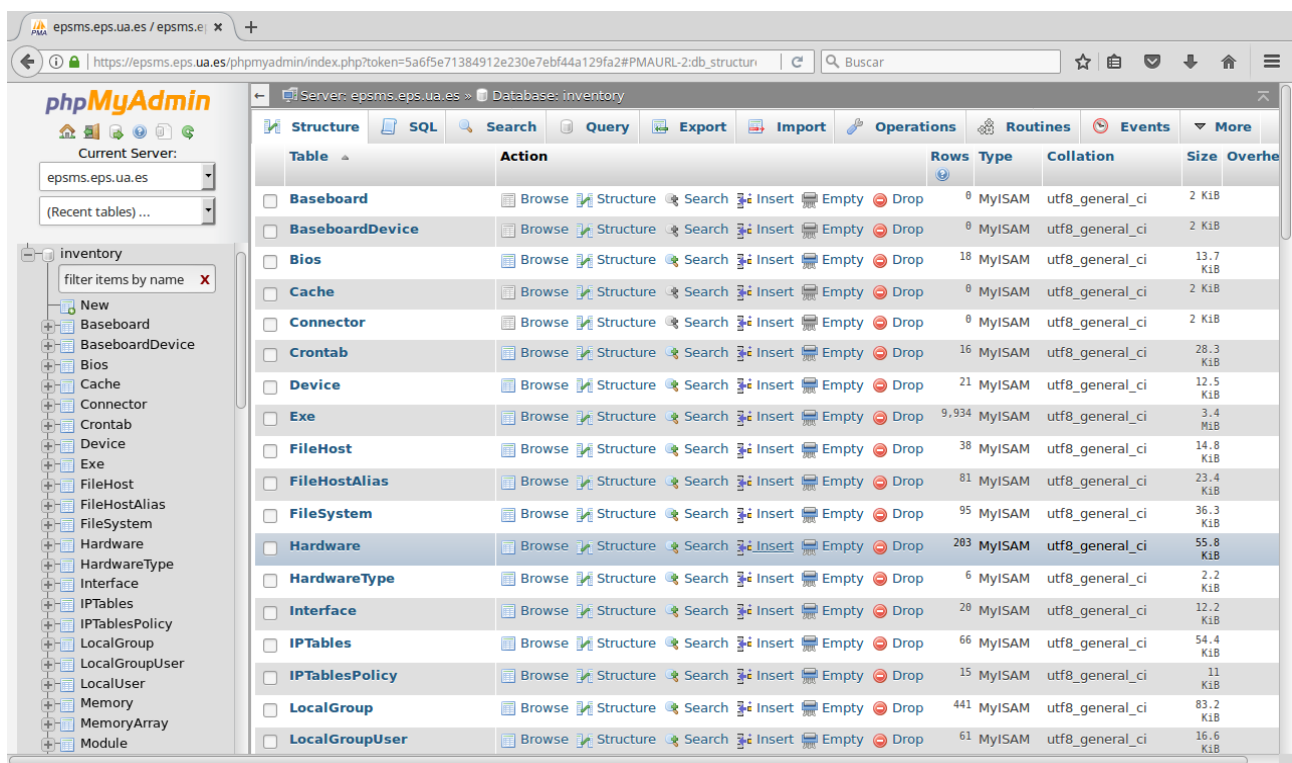 epsms.eps.ua.es / epsms.e
https://epsms.eps.ua.es/phpmyadmin/index.php?token=5a6f5e71384912e230e7ebf44a129fa2#PMAURL-2:db_structur
Buscar
phpMyAdmin
Current Server:
epsms.eps.ua.es
(Recent tables) ...
inventory
filter items by name X
New
Baseboard
BaseboardDevice
Bios
Cache
Connector
Crontab
Device
Exe
FileHost
FileHostAlias
FileSystem
Hardware
HardwareType
Interface
IPTables
IPTablesPolicy
LocalGroup
LocalGroupUser
LocalUser
Memory
MemoryArray
Module
Server: epsms.eps.ua.es » Database: inventory
Structure SQL Search Query Export Import Operations Routines Events More
Table Action Rows Type Collation Size Overhe
Baseboard Browse Structure Search Insert Empty Drop 0 MyISAM utf8_general_ci 2 KiB
BaseboardDevice Browse Structure Search Insert Empty Drop 0 MyISAM utf8_general_ci 2 KiB
Bios Browse Structure Search Insert Empty Drop 18 MyISAM utf8_general_ci 13.7 KiB
Cache Browse Structure Search Insert Empty Drop 0 MyISAM utf8_general_ci 2 KiB
Connector Browse Structure Search Insert Empty Drop 0 MyISAM utf8_general_ci 2 KiB
Crontab Browse Structure Search Insert Empty Drop 16 MyISAM utf8_general_ci 28.3 KiB
Device Browse Structure Search Insert Empty Drop 21 MyISAM utf8_general_ci 12.5 KiB
Exe Browse Structure Search Insert Empty Drop 9,934 MyISAM utf8_general_ci 3.4 MiB
FileHost Browse Structure Search Insert Empty Drop 38 MyISAM utf8_general_ci 14.8 KiB
FileHostAlias Browse Structure Search Insert Empty Drop 81 MyISAM utf8_general_ci 23.4 KiB
FileSystem Browse Structure Search Insert Empty Drop 95 MyISAM utf8_general_ci 36.3 KiB
Hardware Browse Structure Search Insert Empty Drop 203 MyISAM utf8_general_ci 55.8 KiB
HardwareType Browse Structure Search Insert Empty Drop 6 MyISAM utf8_general_ci 2.2 KiB
Interface Browse Structure Search Insert Empty Drop 20 MyISAM utf8_general_ci 12.2 KiB
IPTables Browse Structure Search Insert Empty Drop 66 MyISAM utf8_general_ci 54.4 KiB
IPTablesPolicy Browse Structure Search Insert Empty Drop 15 MyISAM utf8_general_ci 11 KiB
LocalGroup Browse Structure Search Insert Empty Drop 441 MyISAM utf8_general_ci 83.2 KiB
LocalGroupUser Browse Structure Search Insert Empty Drop 61 MyISAM utf8_general_ci 16.6 KiB